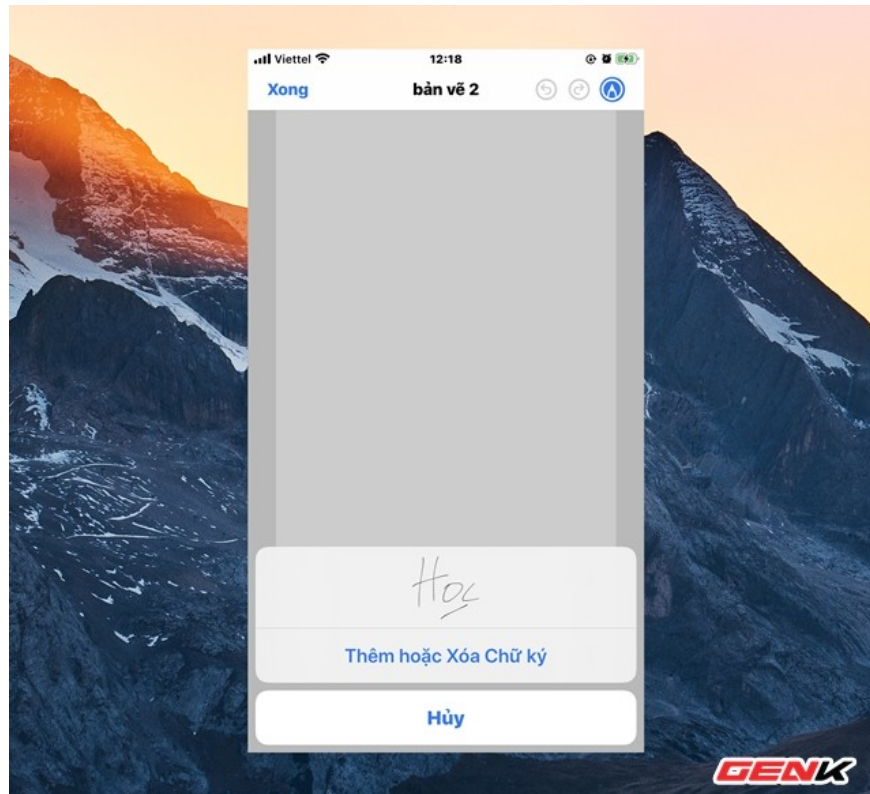 Viettel
12:18
Xong
bản vẽ 2
Hoc
Thêm hoặc Xóa Chữ ký
Hủy
GENK